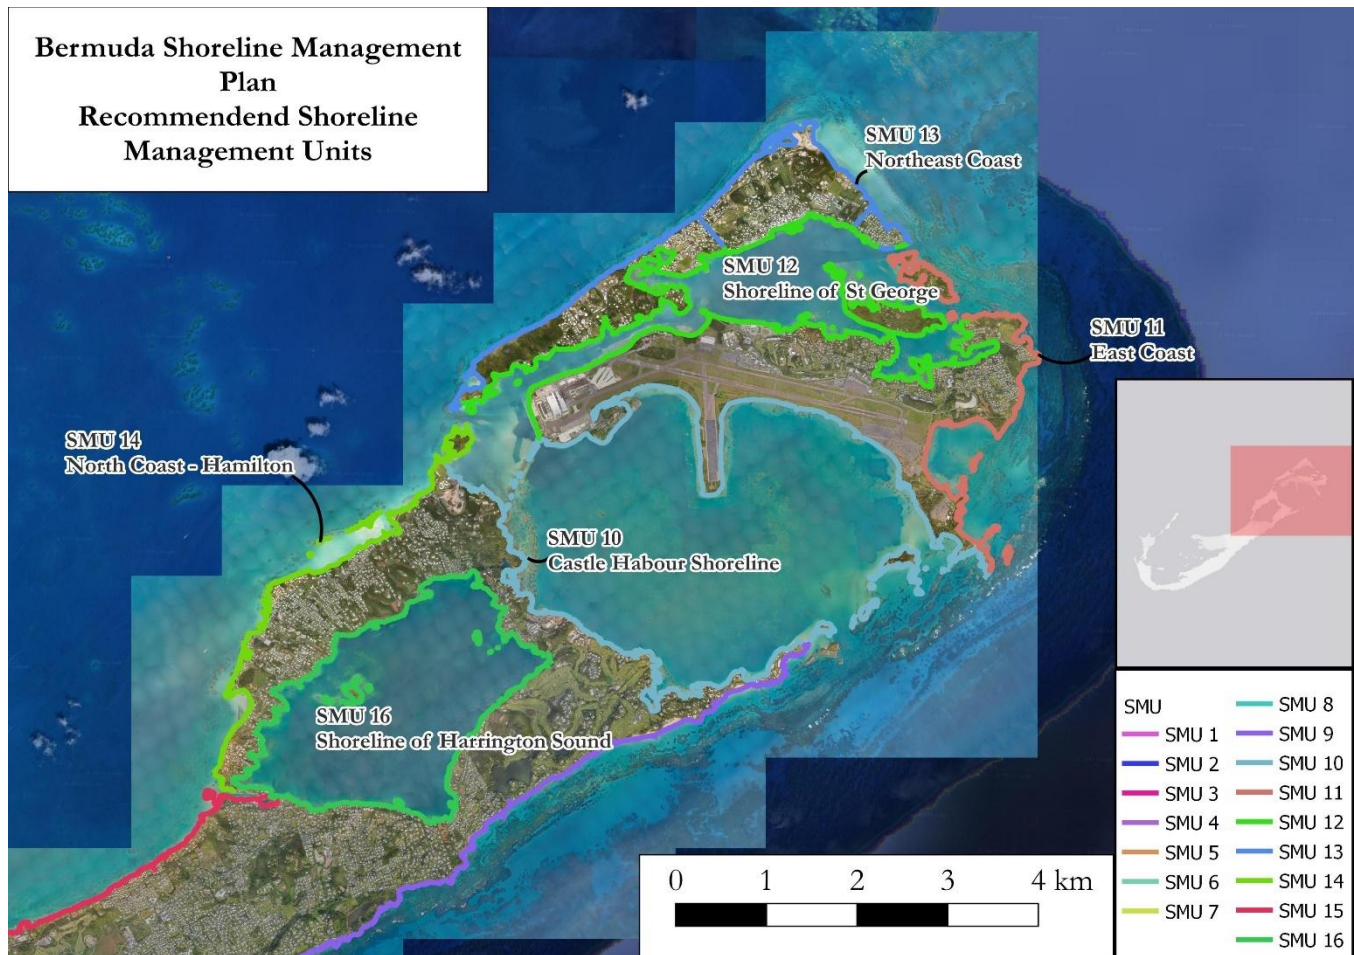 Bermuda Shoreline Management
Plan
Recommendend Shoreline
Management Units
SMU 13
Northeast Coast
SMU 12
Shoreline of St George
SMU 11
East Coast
SMU 14
North Coast - Hamilton
SMU 10
Castle Habour Shoreline
SMU 16
Shoreline of Harrington Sound
0 1 2 3 4 km
SMU
SMU 1
SMU 2
SMU 3
SMU 4
SMU 5
SMU 6
SMU 7
SMU 8
SMU 9
SMU 10
SMU 11
SMU 12
SMU 13
SMU 14
SMU 15
SMU 16